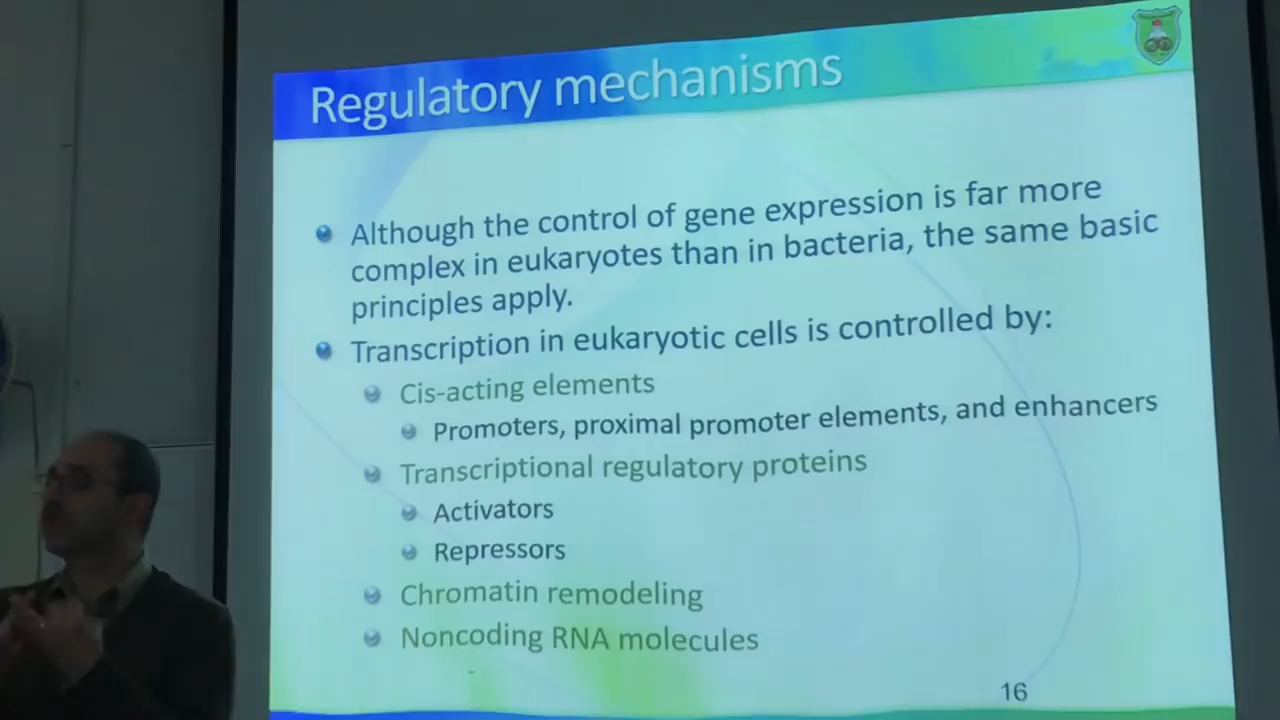 Regulatory mechanisms
Although the control of gene expression is far more
complex in eukaryotes than in bacteria, the same basic
principles apply.
Transcription in eukaryotic cells is controlled by:
Cis-acting elements
Promoters, proximal promoter elements, and enhancers
Transcriptional regulatory proteins
Activators
Repressors
Chromatin remodeling
Noncoding RNA molecules
16